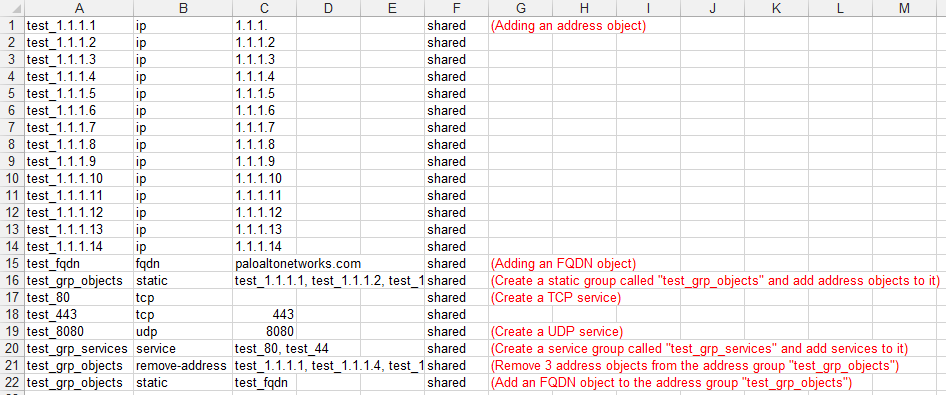 A B C D E F G H I J K L M
1 test_1.1.1.1 ip 1.1.1. shared (Adding an address object)
2 test_1.1.1.2 ip 1.1.1.2 shared
3 test_1.1.1.3 ip 1.1.1.3 shared
4 test_1.1.1.4 ip 1.1.1.4 shared
5 test_1.1.1.5 ip 1.1.1.5 shared
6 test_1.1.1.6 ip 1.1.1.6 shared
7 test_1.1.1.7 ip 1.1.1.7 shared
8 test_1.1.1.8 ip 1.1.1.8 shared
9 test_1.1.1.9 ip 1.1.1.9 shared
10 test_1.1.1.10 ip 1.1.1.10 shared
11 test_1.1.1.11 ip 1.1.1.11 shared
12 test_1.1.1.12 ip 1.1.1.12 shared
13 test_1.1.1.13 ip 1.1.1.13 shared
14 test_1.1.1.14 ip 1.1.1.14 shared
15 test_fqdn fqdn paloaltonetworks.com shared (Adding an FQDN object)
16 test_grp_objects static test_1.1.1.1, test_1.1.1.2, test_1 shared (Create a static group called "test_grp_objects" and add address objects to it)
17 test_80 tcp shared (Create a TCP service)
18 test_443 tcp 443 shared
19 test_8080 udp 8080 shared (Create a UDP service)
20 test_grp_services service test_80, test_44 shared (Create a service group called "test_grp_services" and add services to it)
21 test_grp_objects remove-address test_1.1.1.1, test_1.1.1.4, test_1 shared (Remove 3 address objects from the address group "test_grp_objects")
22 test_grp_objects static test_fqdn shared (Add an FQDN object to the address group "test_grp_objects")